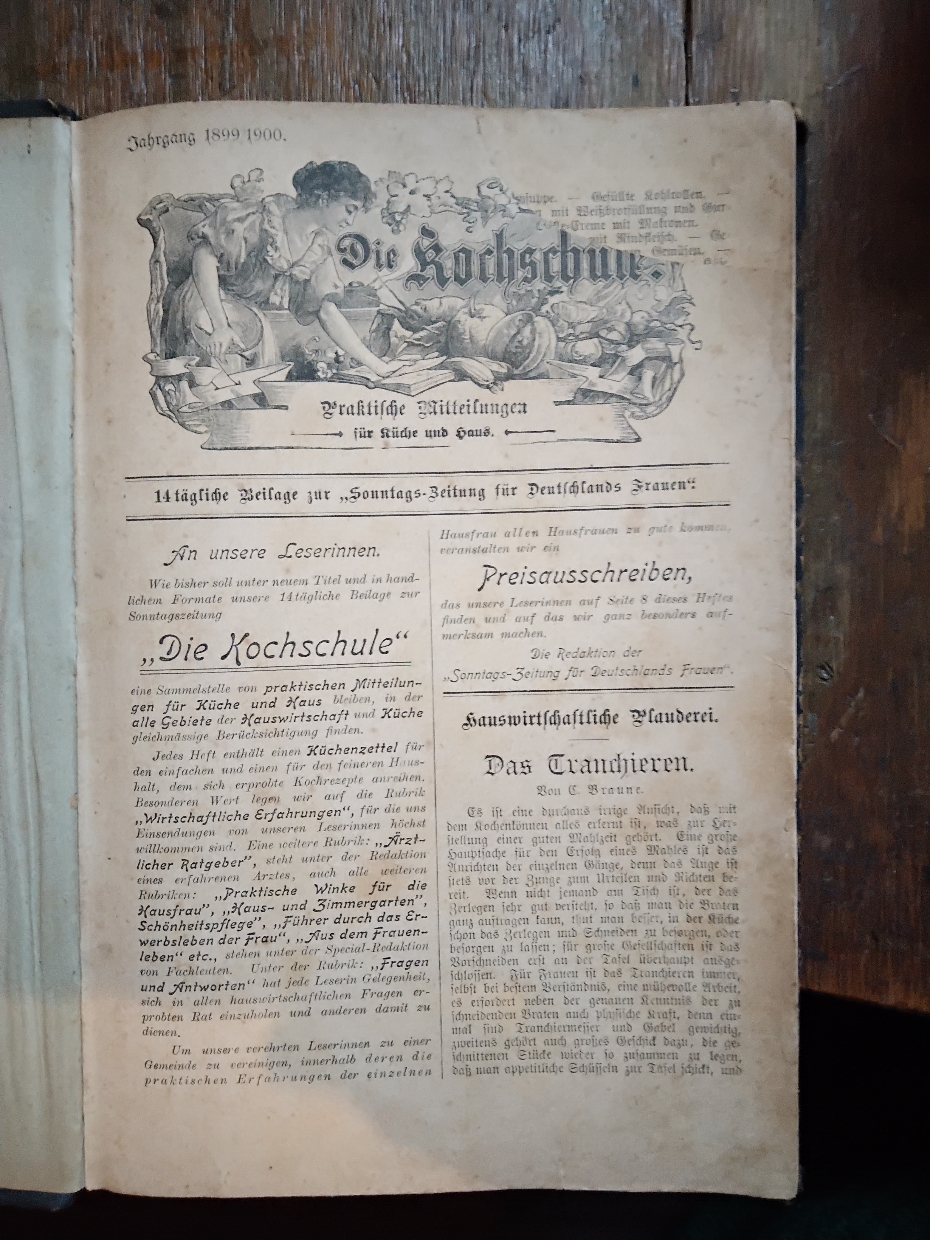 Jahrgang 1899/1900.
suppe. — Gefüllte Kohlrollen. —
mit Weißbrotfüllung und Gur-
Creme mit Makronen.
mit Rindfleisch. — Ge-
Gemüsen. —
Die Kochschule.
Praktische Mitteilungen
für Küche und Haus.
14tägliche Beilage zur „Sonntags-Zeitung für Deutschlands Frauen“.
An unsere Leserinnen.
Wie bisher soll unter neuem Titel und in hand-
lichem Formate unsere 14tägliche Beilage zur
Sonntagszeitung
„Die Kochschule“
eine Sammelstelle von praktischen Mitteilun-
gen für Küche und Haus bleiben, in der
alle Gebiete der Hauswirtschaft und Küche
gleichmässige Berücksichtigung finden.
Jedes Heft enthält einen Küchenzettel für
den einfachen und einen für den feineren Haus-
halt, dem sich erprobte Kochrezepte anreihen.
Besonderen Wert legen wir auf die Rubrik
„Wirtschaftliche Erfahrungen“, für die uns
Einsendungen von unseren Leserinnen höchst
willkommen sind. Eine weitere Rubrik: „Ärzt-
licher Ratgeber“, steht unter der Redaktion
eines erfahrenen Arztes, auch alle weiteren
Rubriken: „Praktische Winke für die
Hausfrau“, „Haus- und Zimmergarten“,
Schönheitspflege“, „Führer durch das Er-
werbsleben der Frau“, „Aus dem Frauen-
leben“ etc., stehen unter der Special-Redaktion
von Fachleuten. Unter der Rubrik: „Fragen
und Antworten“ hat jede Leserin Gelegenheit,
sich in allen hauswirtschaftlichen Fragen er-
probten Rat einzuholen und anderen damit zu
dienen.
Um unsere verehrten Leserinnen zu einer
Gemeinde zu vereinigen, innerhalb deren die
praktischen Erfahrungen der einzelnen
Hausfrau allen Hausfrauen zu gute kommen,
veranstalten wir ein
Preisausschreiben,
das unsere Leserinnen auf Seite 8 dieses Heftes
finden und auf das wir ganz besonders auf-
merksam machen.
Die Redaktion der
„Sonntags-Zeitung für Deutschlands Frauen“.
Hauswirtschaftliche Plauderei.
Das Tranchieren.
Von C. Braune.
Es ist eine durchaus irrige Ansicht, daß mit
dem Kochenkönnen alles erlernt ist, was zur Her-
stellung einer guten Mahlzeit gehört. Eine große
Hauptsache für den Erfolg eines Mahles ist das
Anrichten der einzelnen Gänge, denn das Auge ist
stets vor der Zunge zum Urteilen und Richten be-
reit. Wenn nicht jemand am Tisch ist, der das
Zerlegen sehr gut versteht, so daß man die Braten
ganz auftragen kann, thut man besser, in der Küche
schon das Zerlegen und Schneiden zu besorgen, oder
besorgen zu lassen; für große Gesellschaften ist das
Vorschneiden erst an der Tafel überhaupt ausge-
schlossen. Für Frauen ist das Tranchieren immer,
selbst bei bestem Verständnis, eine mühevolle Arbeit,
es erfordert neben der genauen Kenntnis der zu
schneidenden Braten auch physische Kraft, denn ein-
mal sind Tranchiermesser und Gabel gewichtig,
zweitens gehört auch großes Geschick dazu, die ge-
schnittenen Stücke wieder so zusammen zu legen,
daß man appetitliche Schüsseln zur Tafel schickt, und